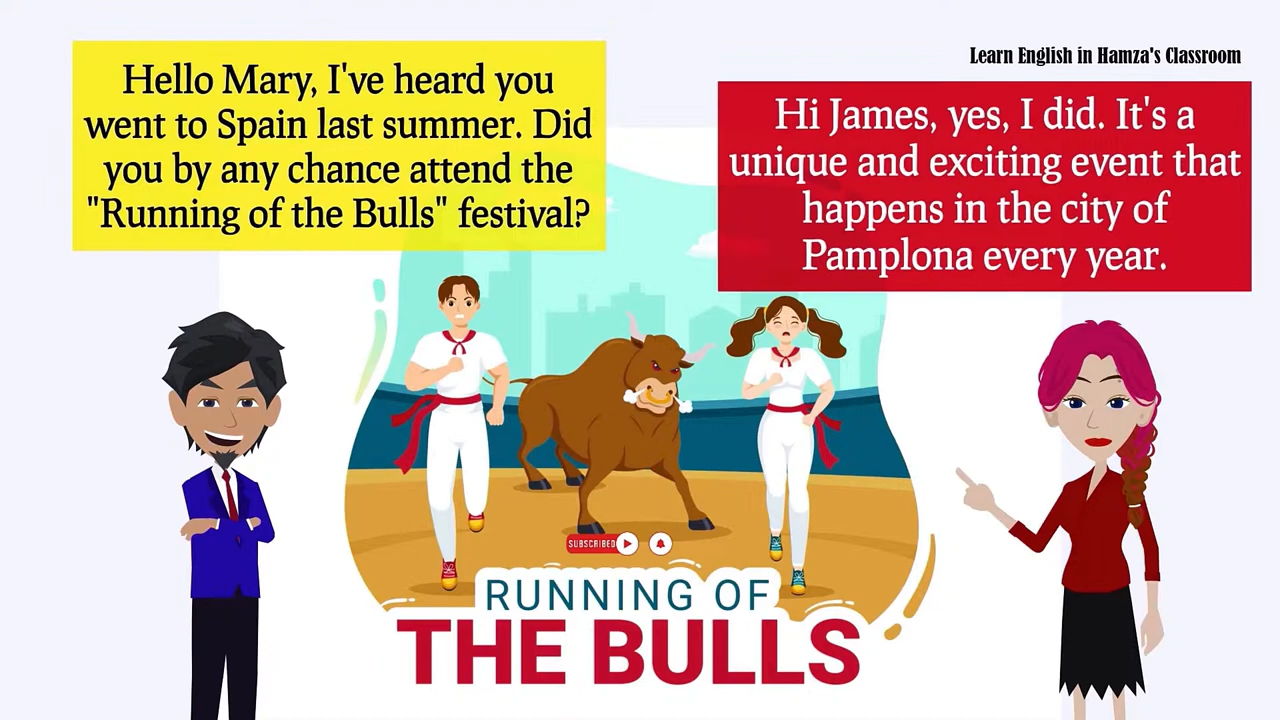 Learn English in Hamza's Classroom
Hello Mary, I've heard you
went to Spain last summer. Did
you by any chance attend the
"Running of the Bulls" festival?
Hi James, yes, I did. It's a
unique and exciting event that
happens in the city of
Pamplona every year.
SUBSCRIBED
RUNNING OF
THE BULLS